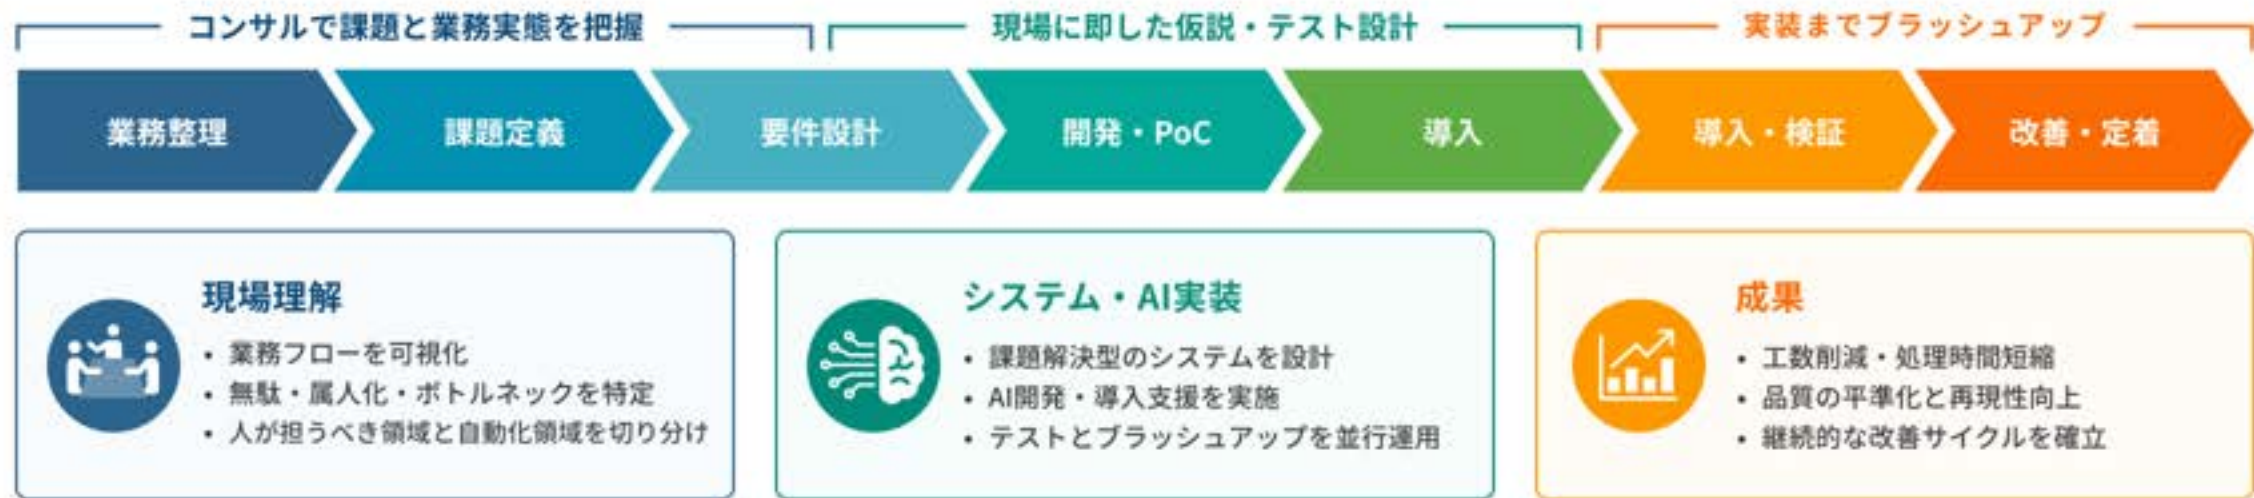 コンサルで課題と業務実態を把握
現場に即した仮説・テスト設計
実装までブラッシュアップ
業務整理
課題定義
要件設計
開発・PoC
導入
導入・検証
改善・定着
現場理解
• 業務フローを可視化
• 無駄・属人化・ボトルネックを特定
• 人が担うべき領域と自動化領域を切り分け
システム・AI実装
• 課題解決型のシステムを設計
• AI開発・導入支援を実施
• テストとブラッシュアップを並行運用
成果
• 工数削減・処理時間短縮
• 品質の平準化と再現性向上
• 継続的な改善サイクルを確立